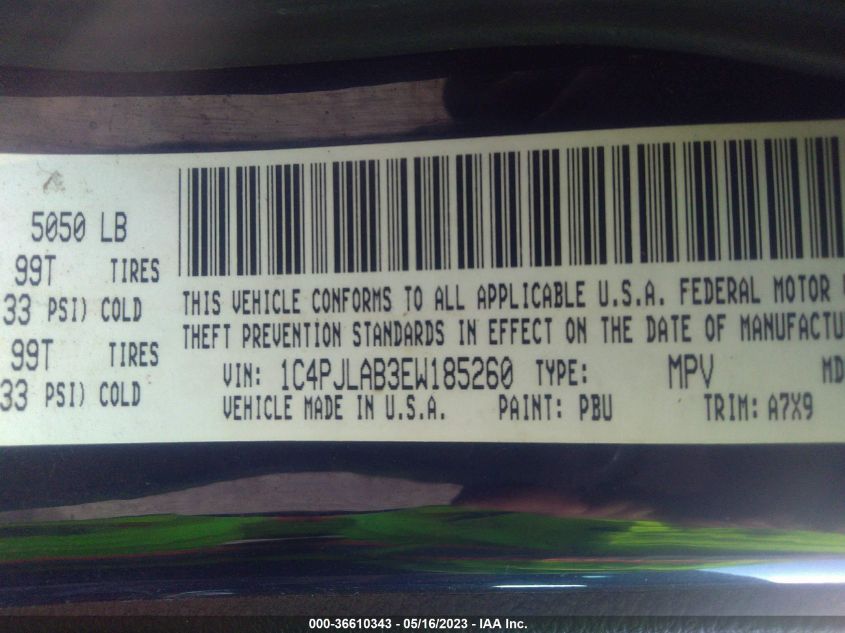 5050 LB
99T TIRES
33 PSI) COLD
99T TIRES
33 PSI) COLD
THIS VEHICLE CONFORMS TO ALL APPLICABLE U.S.A. FEDERAL MOTOR
THEFT PREVENTION STANDARDS IN EFFECT ON THE DATE OF MANUFACTU
VIN: 1C4PJLAB3EW185260 TYPE: MPV MD
VEHICLE MADE IN U.S.A. PAINT: PBU TRIM: A7X9
000-36610343 - 05/16/2023 - IAA Inc.